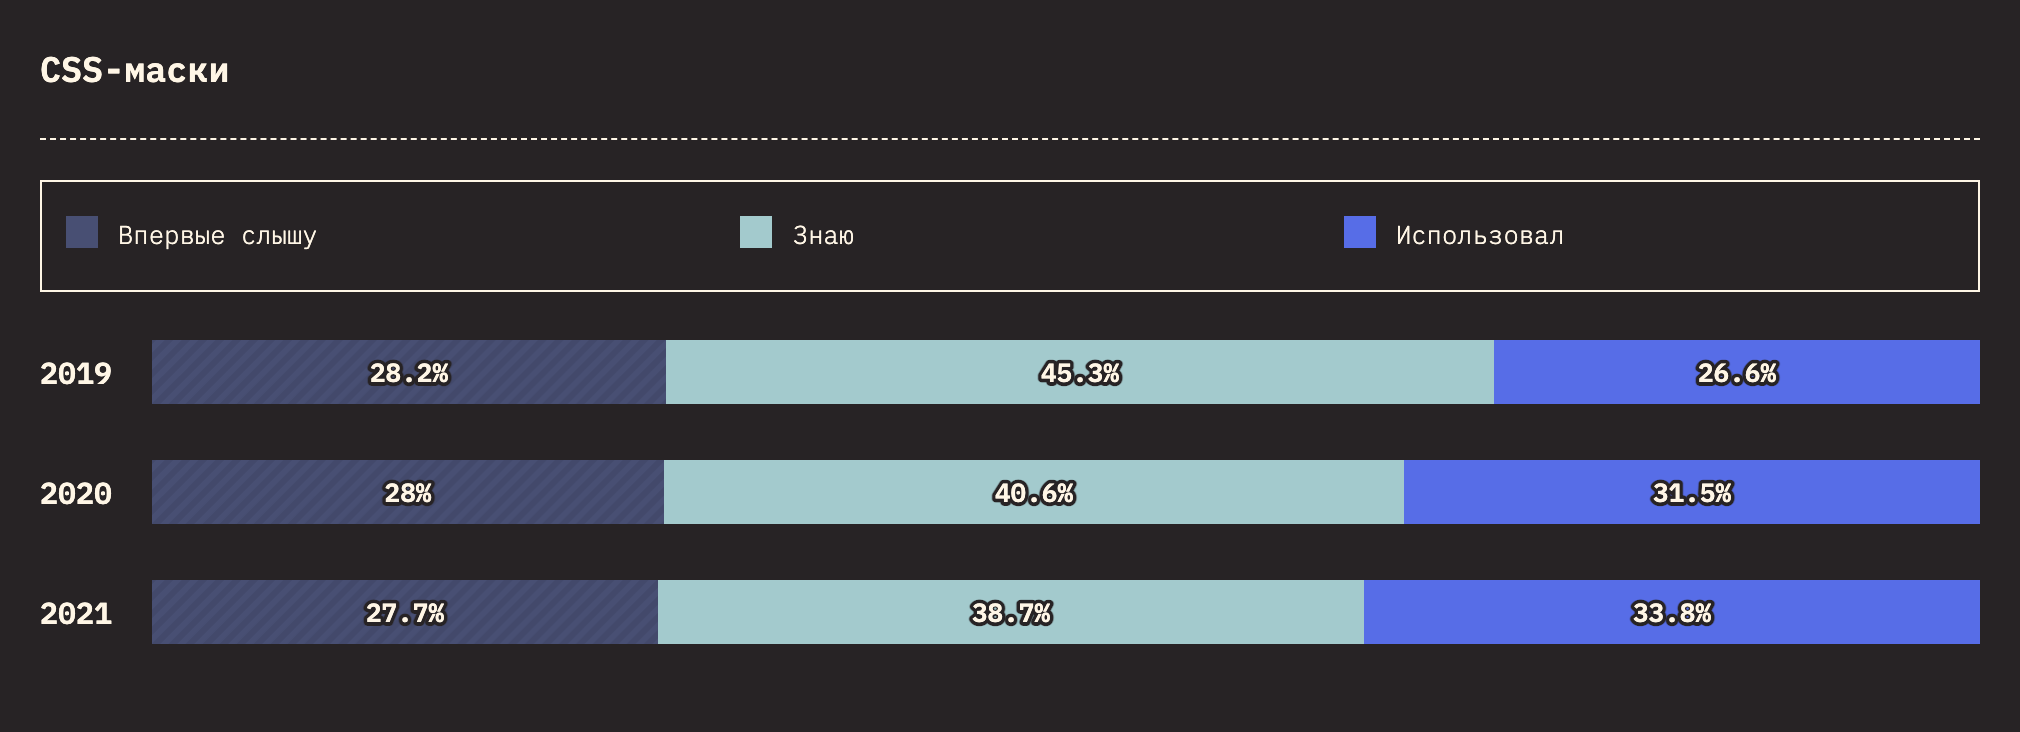 CSS-маски
Впервые слышу Знаю Использовал
2019 28.2% 45.3% 26.6%
2020 28% 40.6% 31.5%
2021 27.7% 38.7% 33.8%